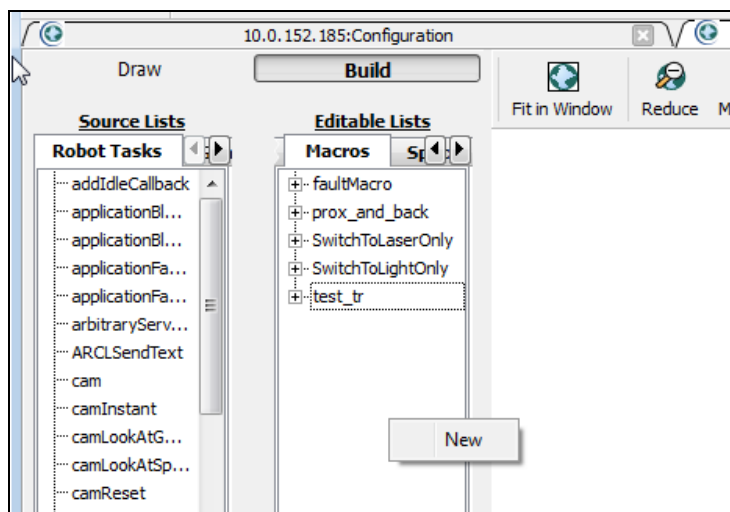 10.0.152.185:Configuration
Draw
Build
Fit in Window
Reduce
Source Lists
Editable Lists
Robot Tasks
Macros
addIdleCallback
applicationBl...
applicationBl...
applicationFa...
applicationFa...
arbitraryServ...
ARCLSendText
cam
camInstant
camLookAtG...
camLookAtSp...
camReset
faultMacro
prox_and_back
SwitchToLaserOnly
SwitchToLightOnly
test_tr
New